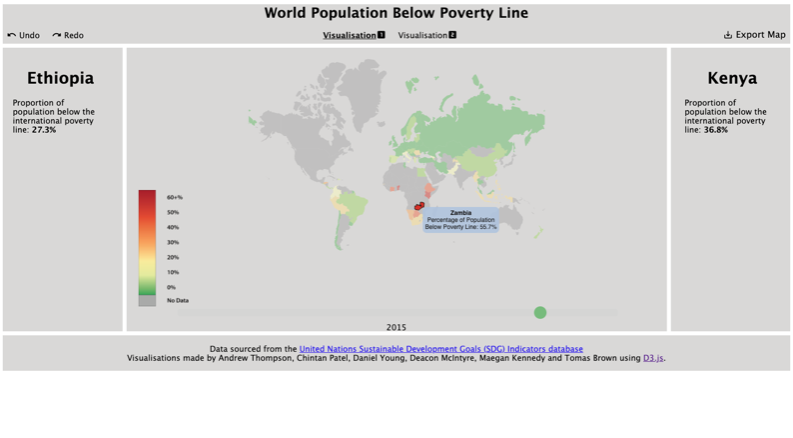 World Population Below Poverty Line
Undo Redo Visualisation 1 Visualisation 2 Export Map
Ethiopia
Proportion of
population below the
international poverty
line: 27.3%
Kenya
Proportion of
population below the
international poverty
line: 36.8%
60+%
50%
40%
30%
20%
10%
0%
No Data
Zambia
Percentage of Population
Below Poverty Line: 55.7%
2015
Data sourced from the United Nations Sustainable Development Goals (SDG) Indicators database
Visualisations made by Andrew Thompson, Chintan Patel, Daniel Young, Deacon McIntyre, Maegan Kennedy and Tomas Brown using D3.js.